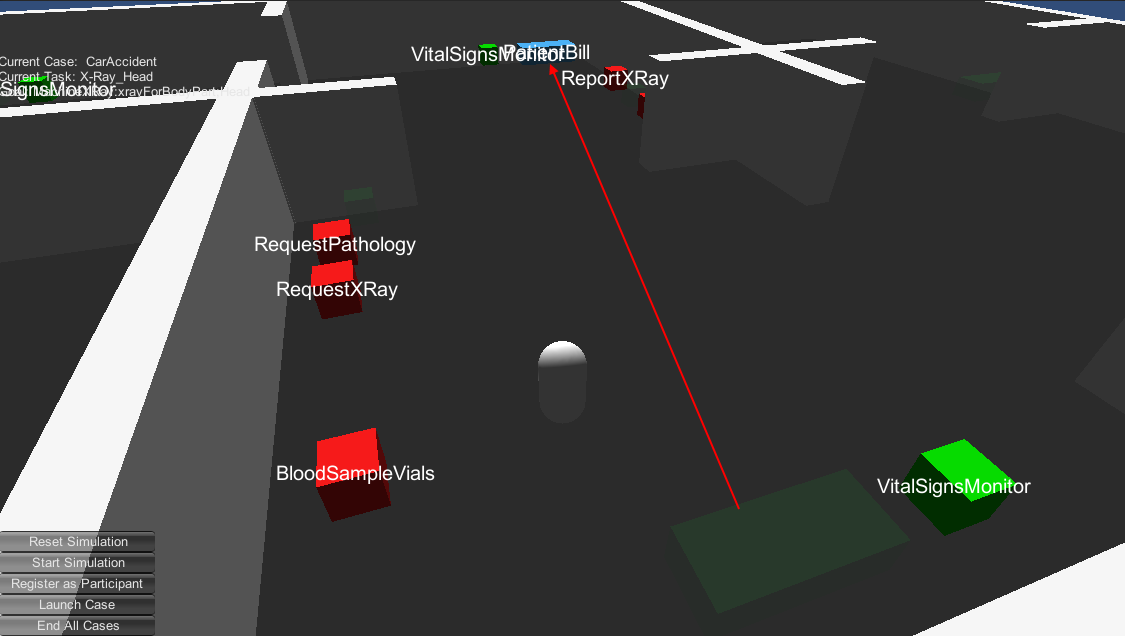 VitalSignsMonitor
PatientBill
Current Case: CarAccident
Current Task: X-Ray_Head
ReportXRay
SignsMonitor
RequestPathology
RequestXRay
BloodSampleVials
VitalSignsMonitor
Reset Simulation
Start Simulation
Register as Participant
Launch Case
End All Cases